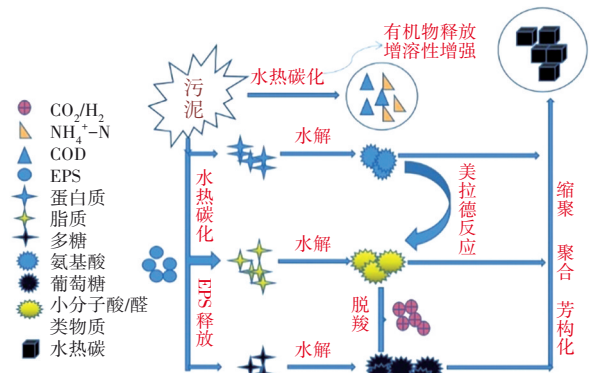 有机物释放
增溶性增强
水热碳化
污
泥
CO₂/H₂
NH₄⁺-N
COD
EPS
蛋白质
脂质
多糖
氨基酸
葡萄糖
小分子酸/醛
类物质
水热碳
水热碳化
EPS 释放
水解
水解
水解
美拉德反应
脱羧
缩聚
聚合
芳构化